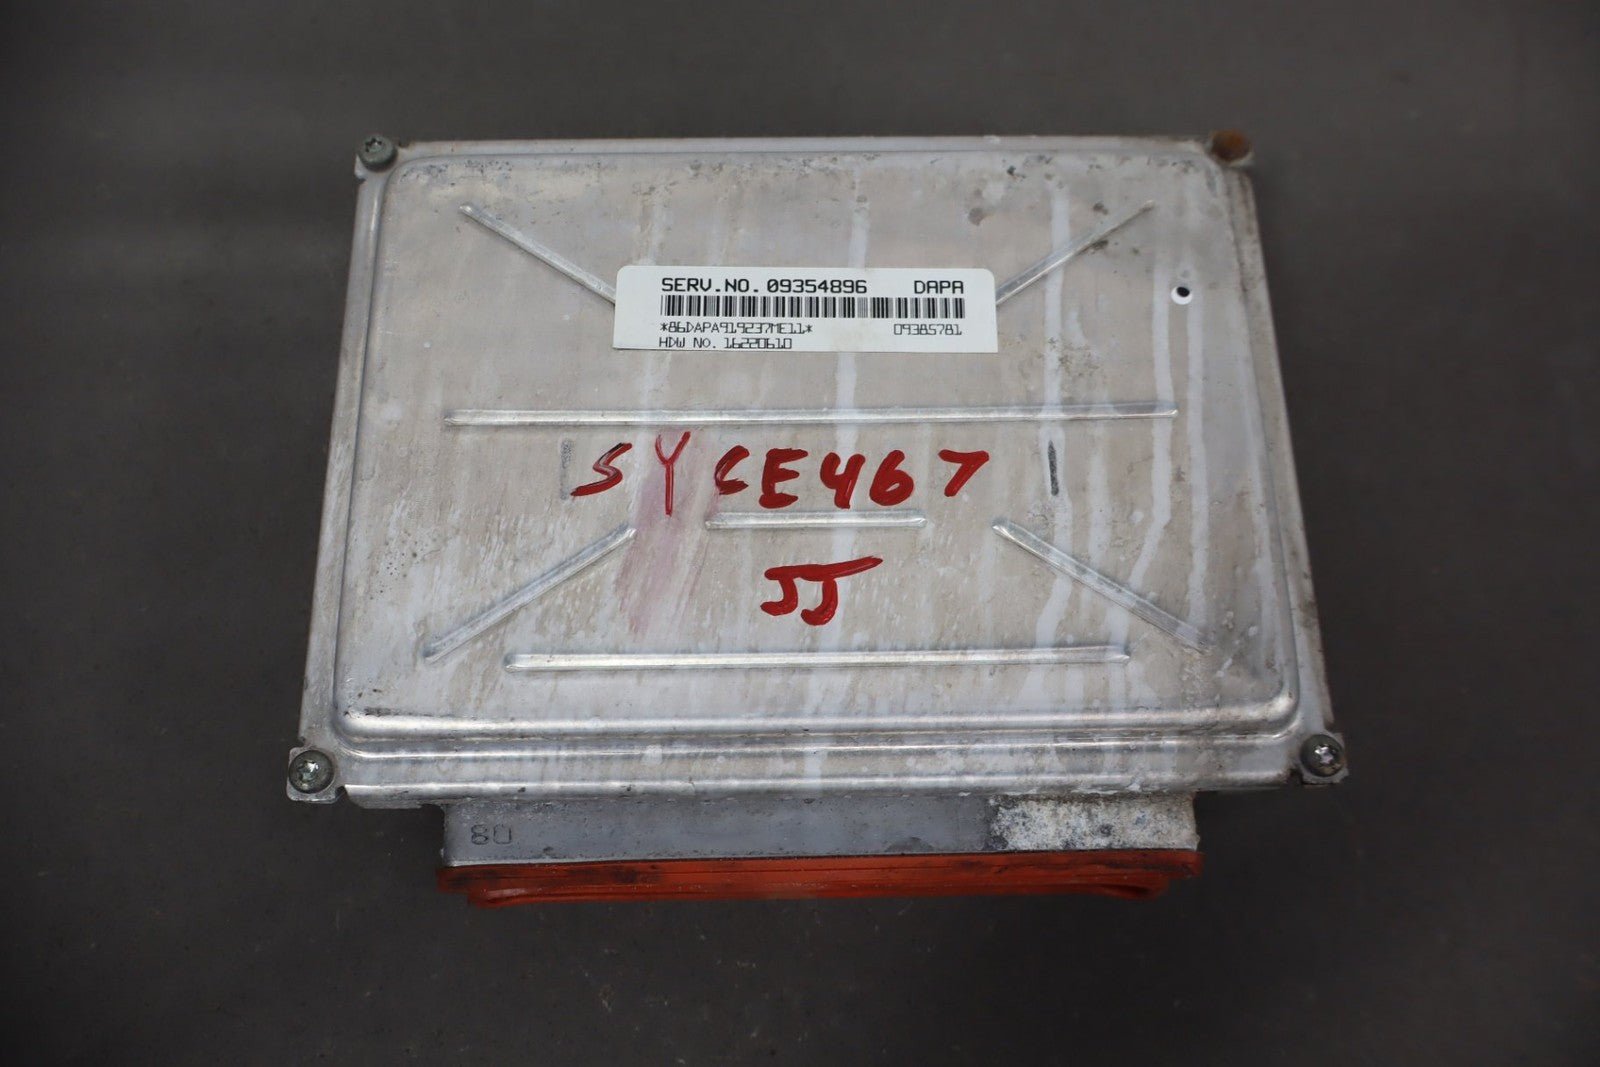 SERV.NO. 09354896 DAPA
*86DAPA919237ME11* 09385781
HDW NO. 16220610
SYCE467
JJ
80